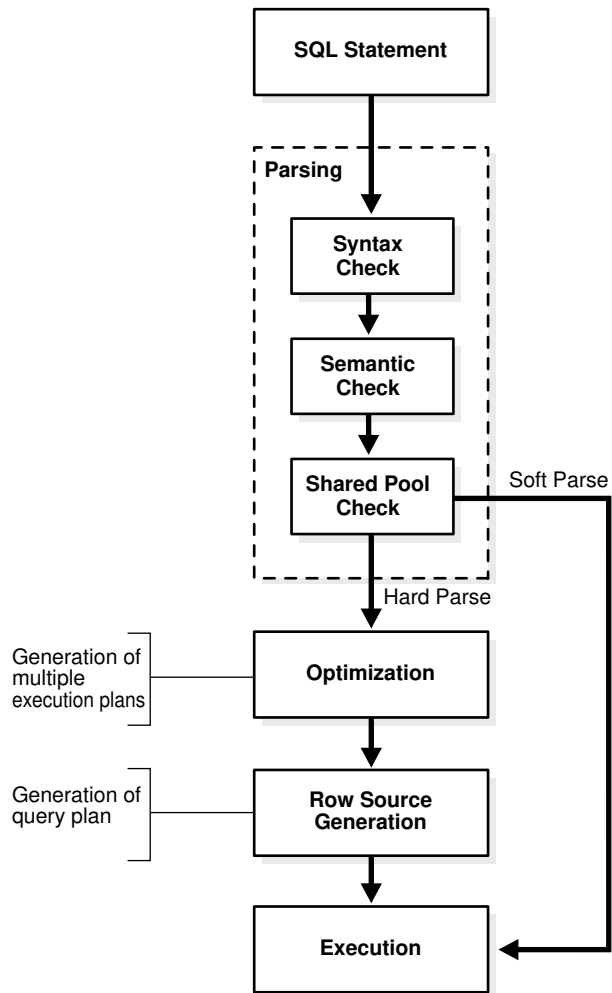 SQL Statement
Parsing
Syntax
Check
Semantic
Check
Shared Pool
Check
Soft Parse
Hard Parse
Generation of
multiple
execution plans
Optimization
Generation of
query plan
Row Source
Generation
Execution